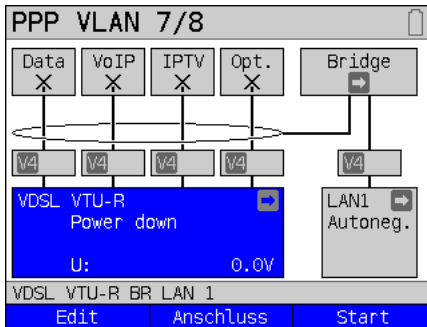 PPP VLAN 7/8
Data VoIP IPTV Opt. Bridge
V4 V4 V4 V4 V4
VDSL VTU-R LAN1
Power down Autoneg.
U: 0.0V
VDSL VTU-R BR LAN 1
Edit Anschluss Start